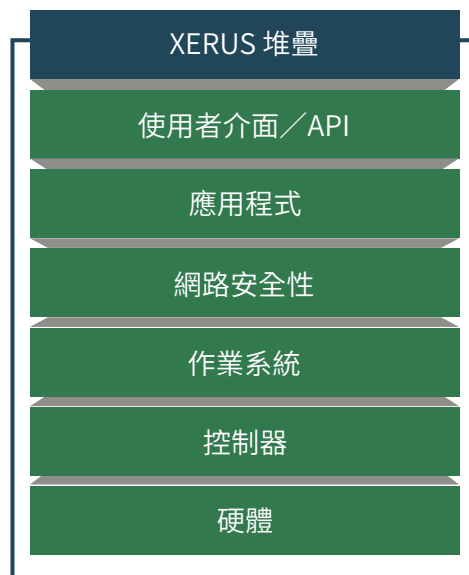 XERUS 堆疊
使用者介面／API
應用程式
網路安全性
作業系統
控制器
硬體